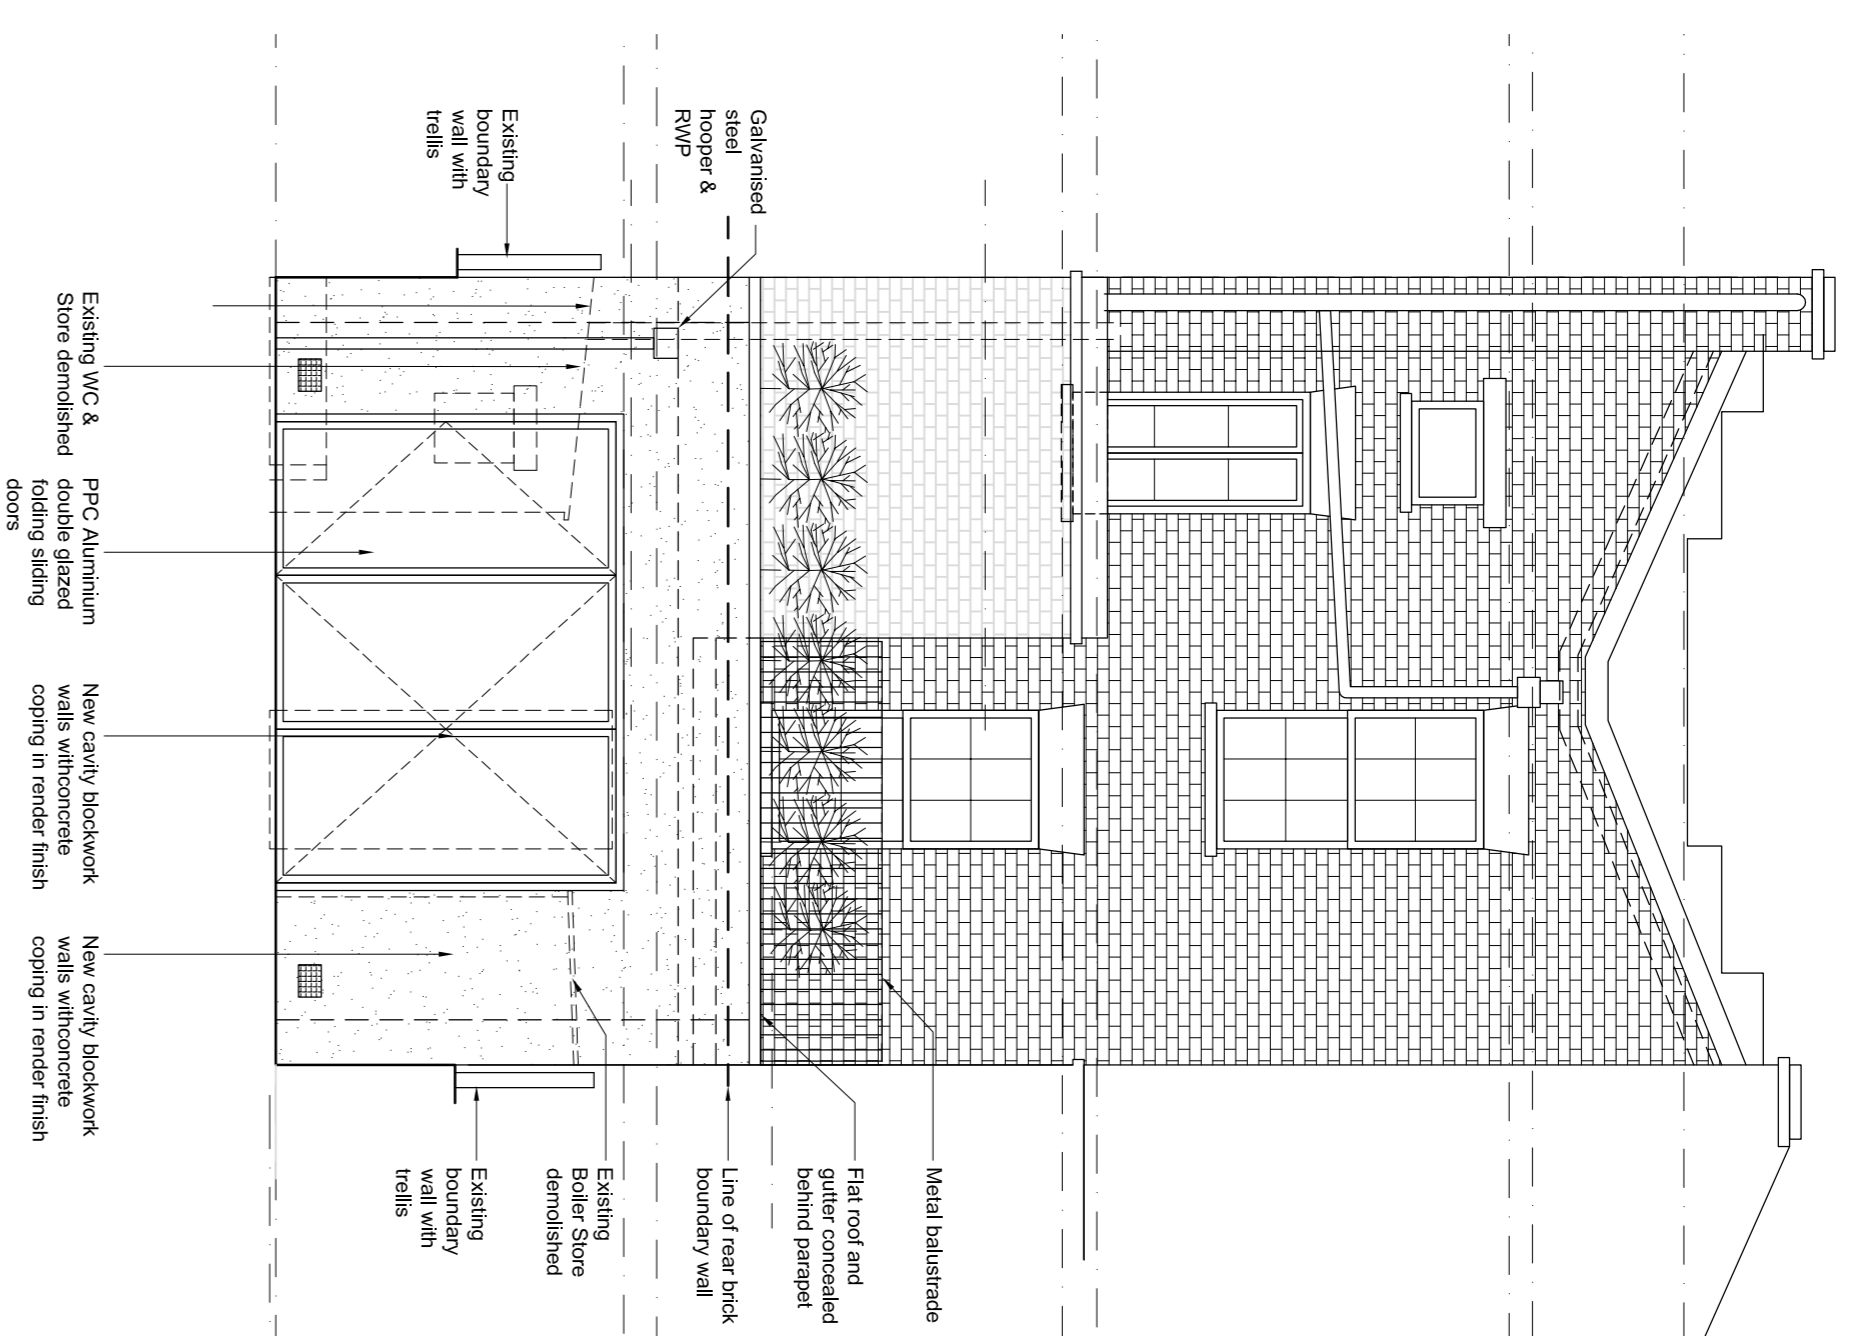 Galvanised
steel
hooper &
RWP
Existing
boundary
wall with
trellis
Metal balustrade
Flat roof and
gutter concealed
behind parapet
Line of rear brick
boundary wall
Existing
Boiler Store
demolished
Existing
boundary
wall with
trellis
Existing WC &
Store demolished
PPC Aluminium
double glazed
folding sliding
doors
New cavity blockwork
walls withconcrete
coping in render finish
New cavity blockwork
walls withconcrete
coping in render finish